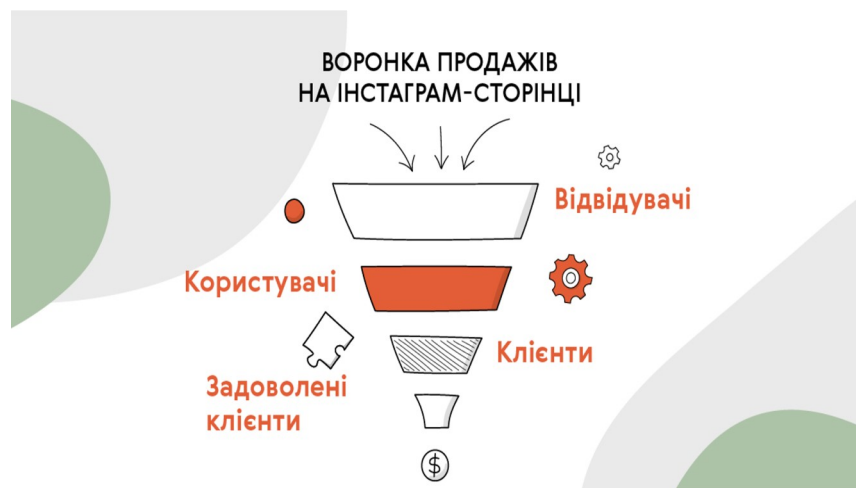 ВОРОНКА ПРОДАЖІВ
НА ІНСТАГРАМ-СТОРІНЦІ
Відвідувачі
Користувачі
Клієнти
Задоволені
клієнти
$